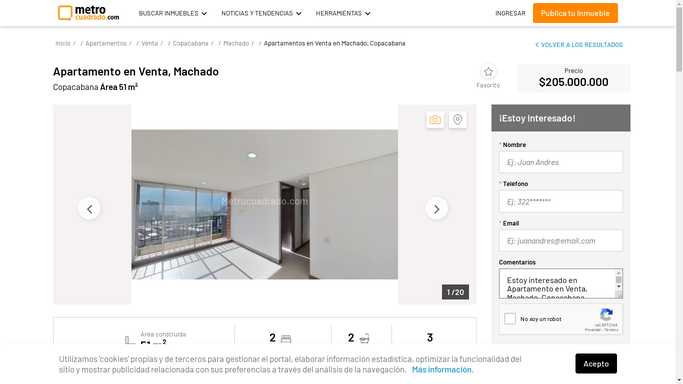 metro
cuadrado.com
BUSCAR INMUEBLES
NOTICIAS Y TENDENCIAS
HERRAMIENTAS
INGRESAR
Publica tu Inmueble
Inicio / / Apartamentos / / Venta / / Copacabana / / Machado / / Apartamentos en Venta en Machado, Copacabana
VOLVER A LOS RESULTADOS
Apartamento en Venta, Machado
Copacabana Área 51 m²
Favorito
Precio
$205.000.000
Metrocuadrado.com
1 / 20
¡Estoy Interesado!
* Nombre
Ej: Juan Andres
* Teléfono
Ej: 322*******
* Email
Ej: juanandres@email.com
Comentarios
Estoy interesado en
Apartamento en Venta,
Machado, Copacabana
No soy un robot
reCAPTCHA
Privacidad - Términos
Área construida
51 m²
2
2
3
Utilizamos 'cookies' propias y de terceros para gestionar el portal, elaborar información estadística, optimizar la funcionalidad del
sitio y mostrar publicidad relacionada con sus preferencias a través del análisis de la navegación. Más información.
Acepto